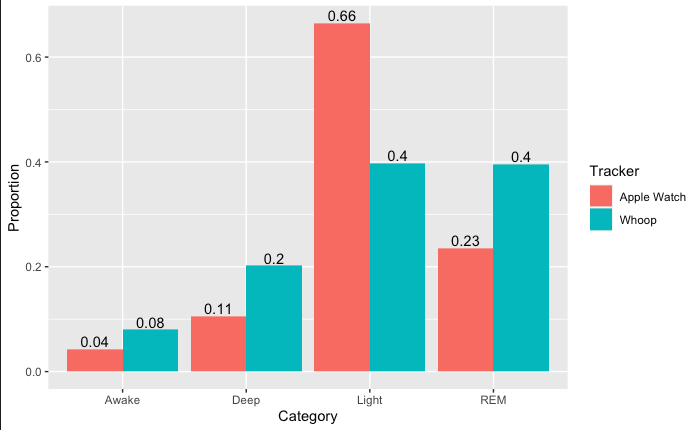 0.66
0.6
0.4
0.4
0.4
0.23
0.2
0.2
0.11
0.08
0.04
0.0
Awake Deep Light REM
Category
Proportion
Tracker
Apple Watch
Whoop